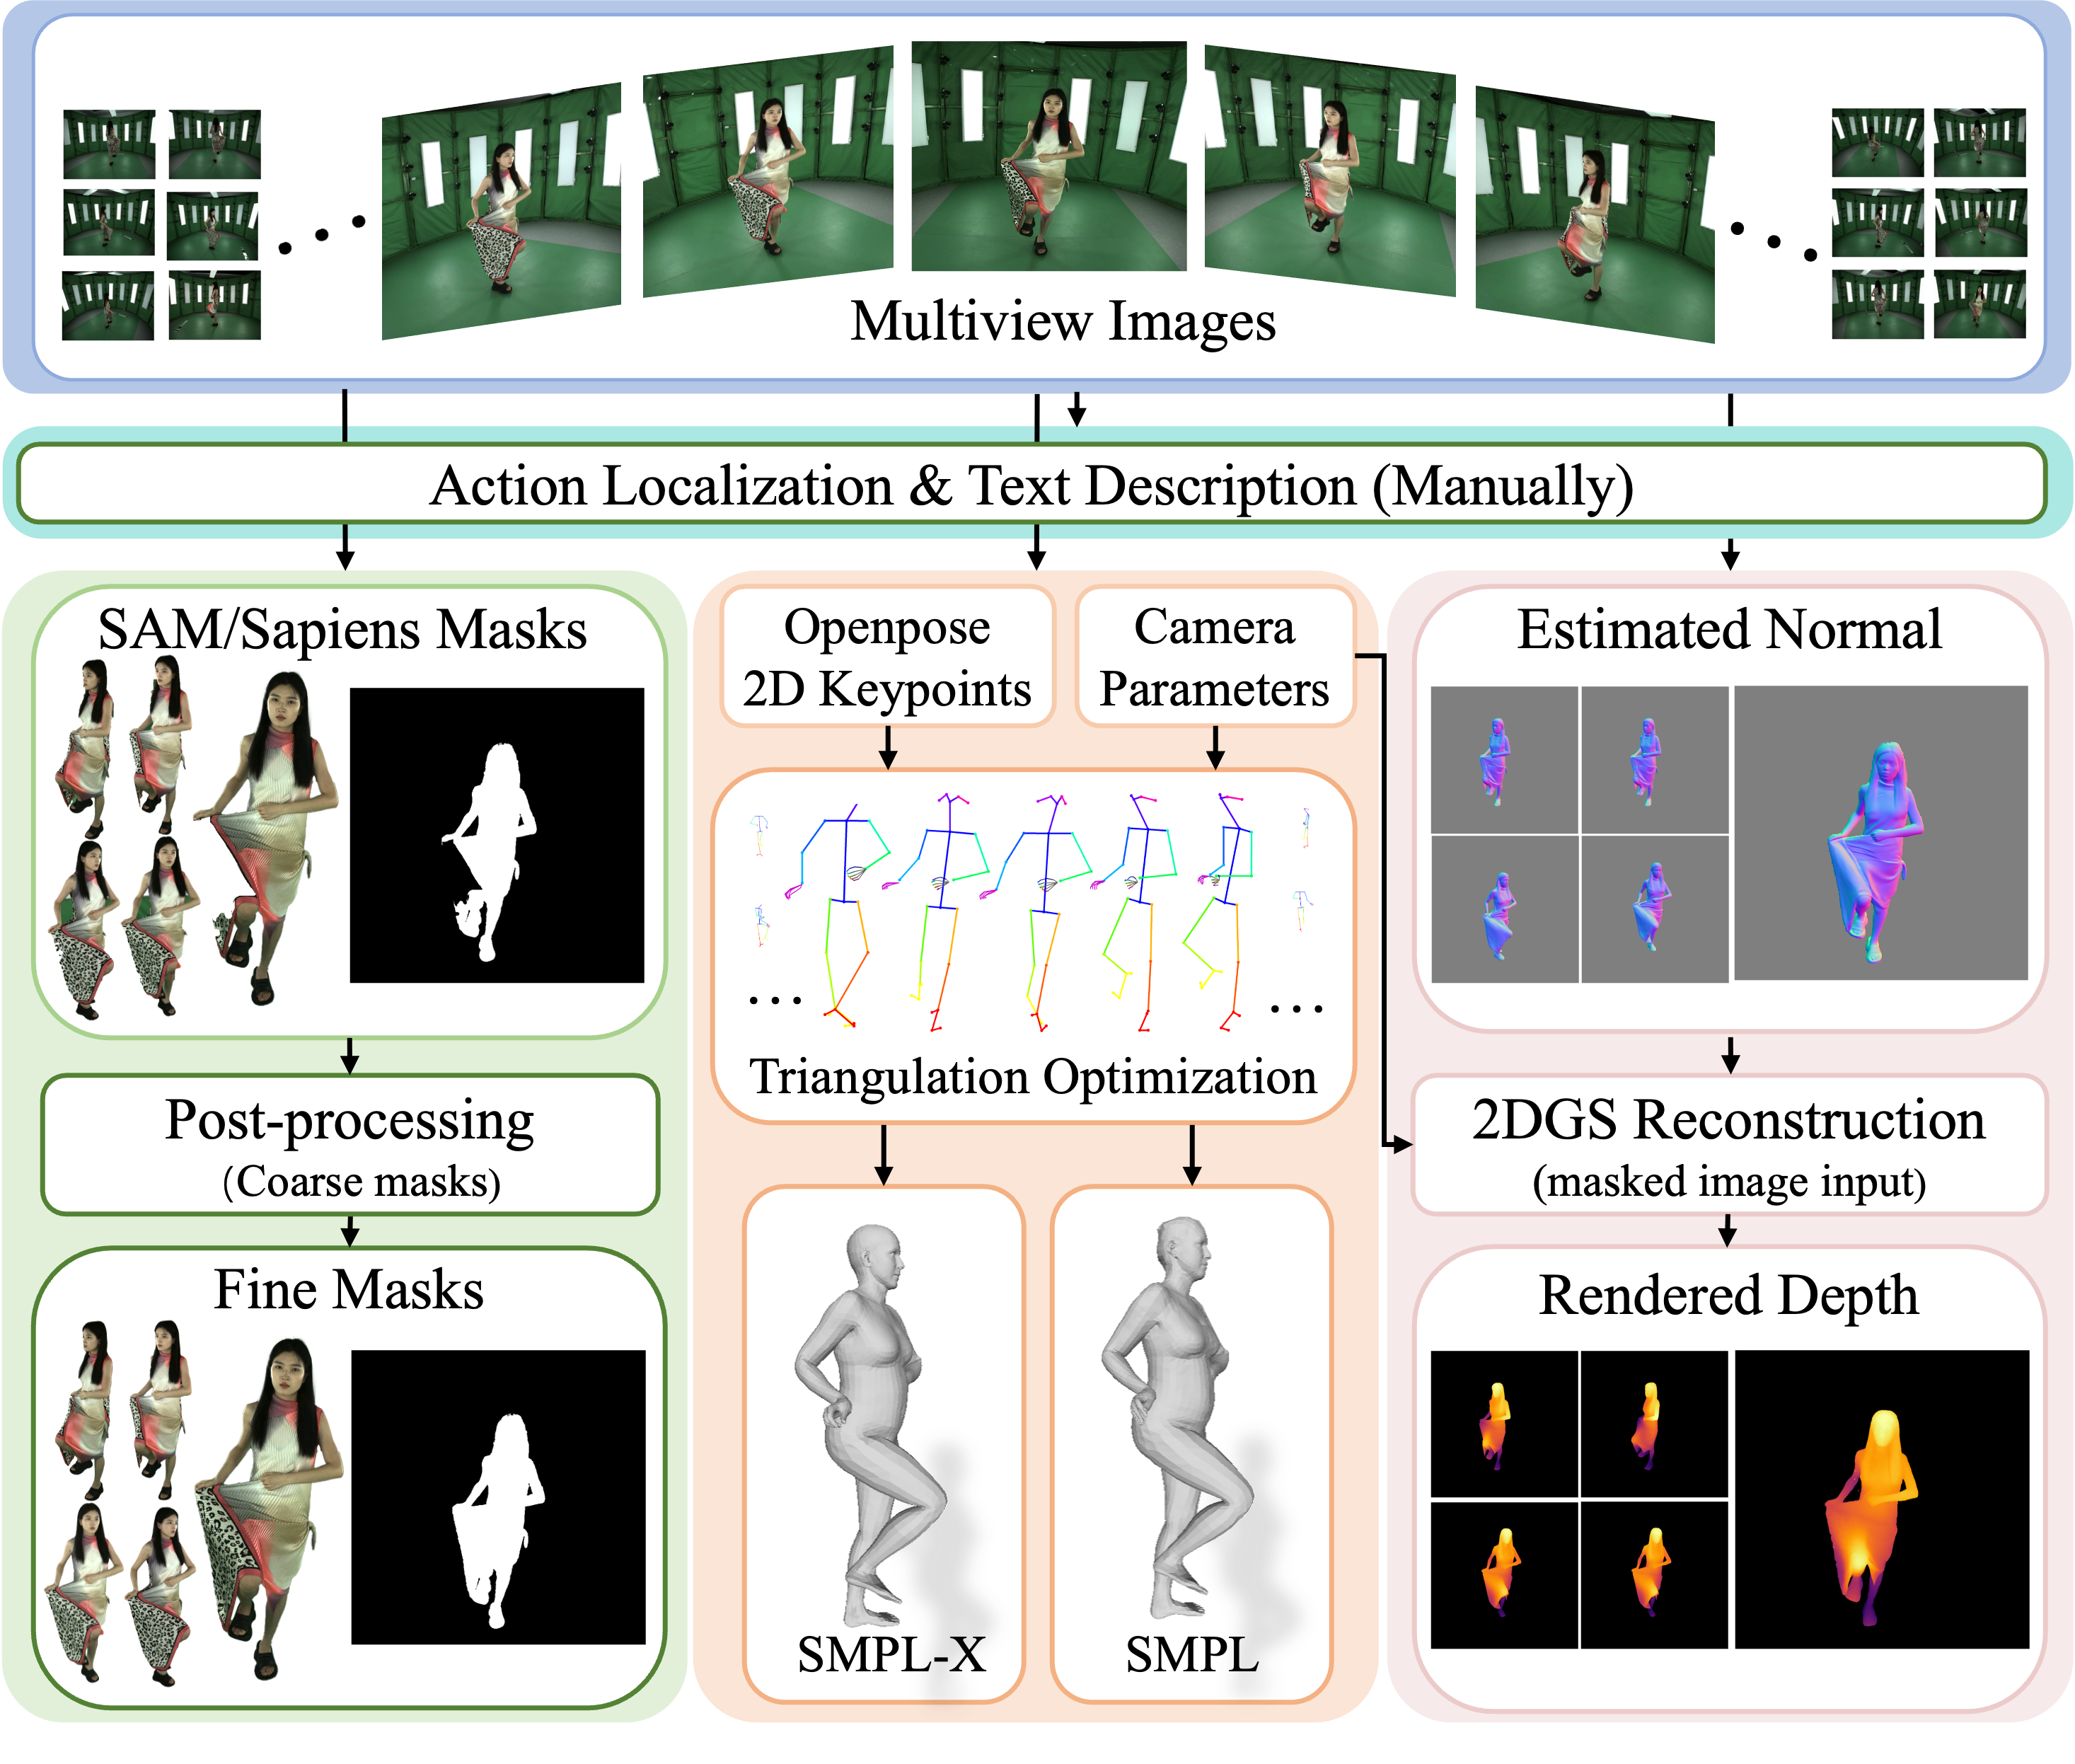 Multiview Images
Action Localization & Text Description (Manually)
SAM/Sapiens Masks
Post-processing
(Coarse masks)
Fine Masks
Openpose
2D Keypoints
Camera
Parameters
Triangulation Optimization
SMPL-X
SMPL
Estimated Normal
2DGS Reconstruction
(masked image input)
Rendered Depth